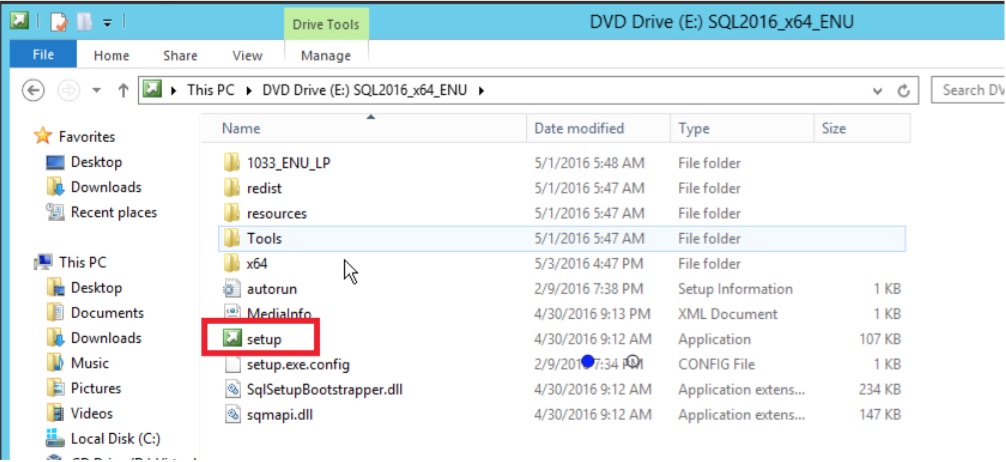 Drive Tools
DVD Drive (E:) SQL2016_x64_ENU
File Home Share View Manage
This PC DVD Drive (E:) SQL2016_x64_ENU
Search DV
Favorites
Desktop
Downloads
Recent places
This PC
Desktop
Documents
Downloads
Music
Pictures
Videos
Local Disk (C:)
Name Date modified Type Size
1033_ENU_LP 5/1/2016 5:48 AM File folder
redist 5/1/2016 5:47 AM File folder
resources 5/1/2016 5:47 AM File folder
Tools 5/1/2016 5:47 AM File folder
x64 5/3/2016 4:47 PM File folder
autorun 2/9/2016 7:38 PM Setup Information 1 KB
MediaInfo 4/30/2016 9:13 PM XML Document 1 KB
setup 4/30/2016 9:12 AM Application 107 KB
setup.exe.config 7:34 PM CONFIG File 1 KB
SqlSetupBootstrapper.dll 4/30/2016 9:12 AM Application extens... 234 KB
sqmapi.dll 4/30/2016 9:12 AM Application extens... 147 KB